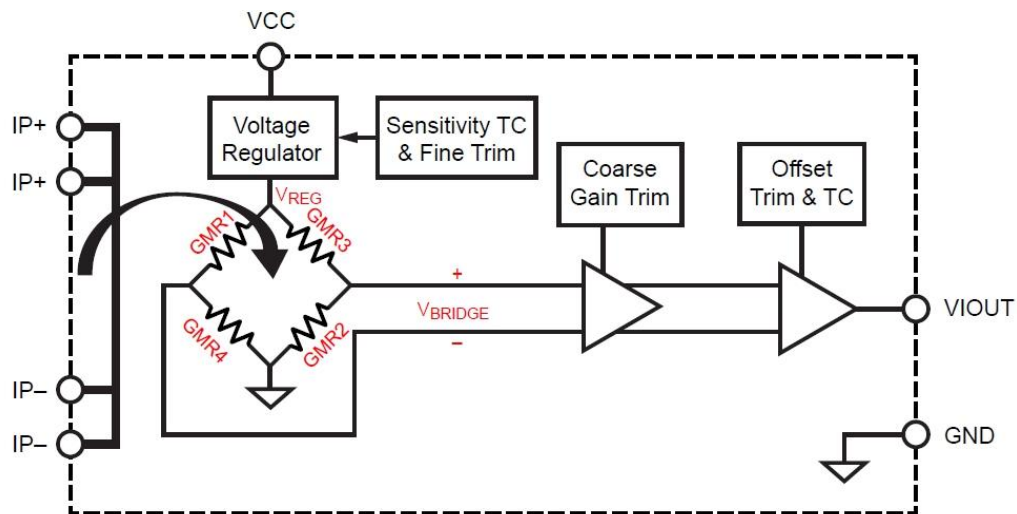 VCC
IP+
Voltage
Regulator
Sensitivity TC
& Fine Trim
Coarse
Gain Trim
Offset
Trim & TC
IP+
VREG
GMR1
GMR3
+
VBRIDGE
–
VIOUT
GMR4
GMR2
IP–
IP–
GND